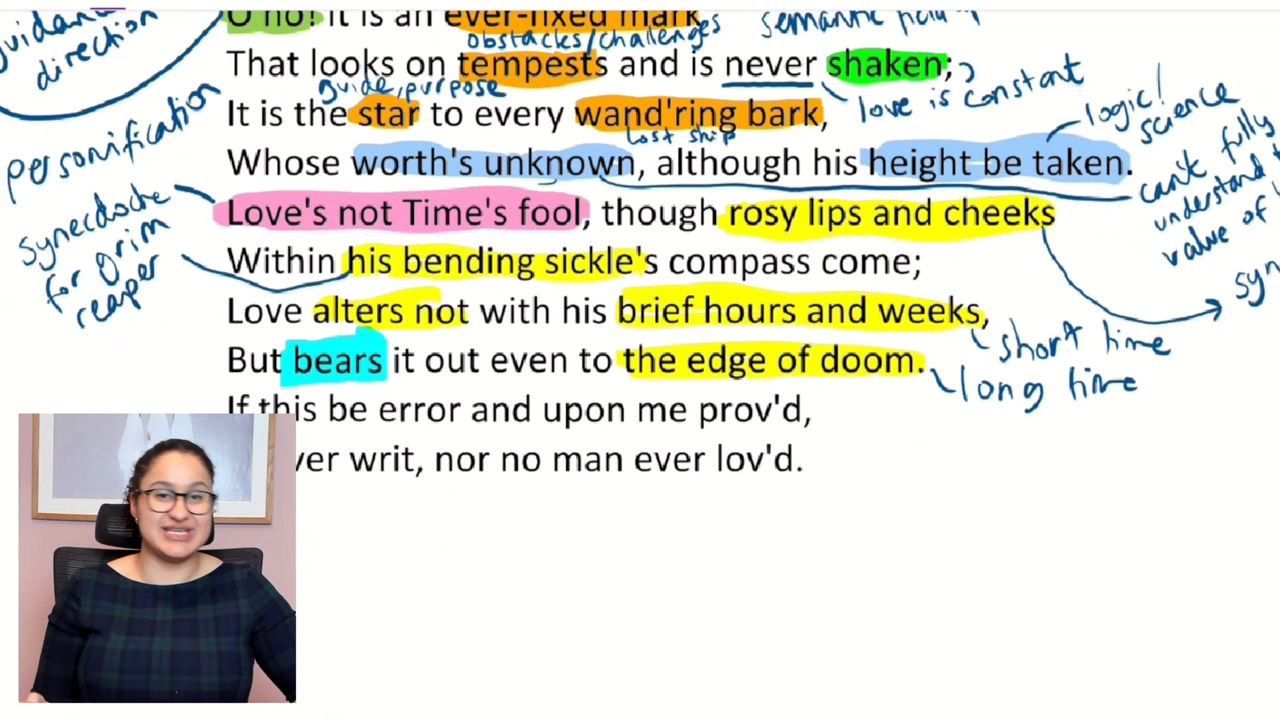 guidance
direction
O no! it is an ever-fixed mark
semantic field
obstacles/challenges
That looks on tempests and is never shaken;
love is constant
guide, purpose
It is the star to every wand'ring bark,
lost ship
logic/
science
Whose worth's unknown, although his height be taken.
can't fully
understand
value of
personification
Love's not Time's fool, though rosy lips and cheeks
synecdoche
for Grim
reaper
Within his bending sickle's compass come;
syn
Love alters not with his brief hours and weeks,
short time
But bears it out even to the edge of doom.
long time
If this be error and upon me prov'd,
ver writ, nor no man ever lov'd.